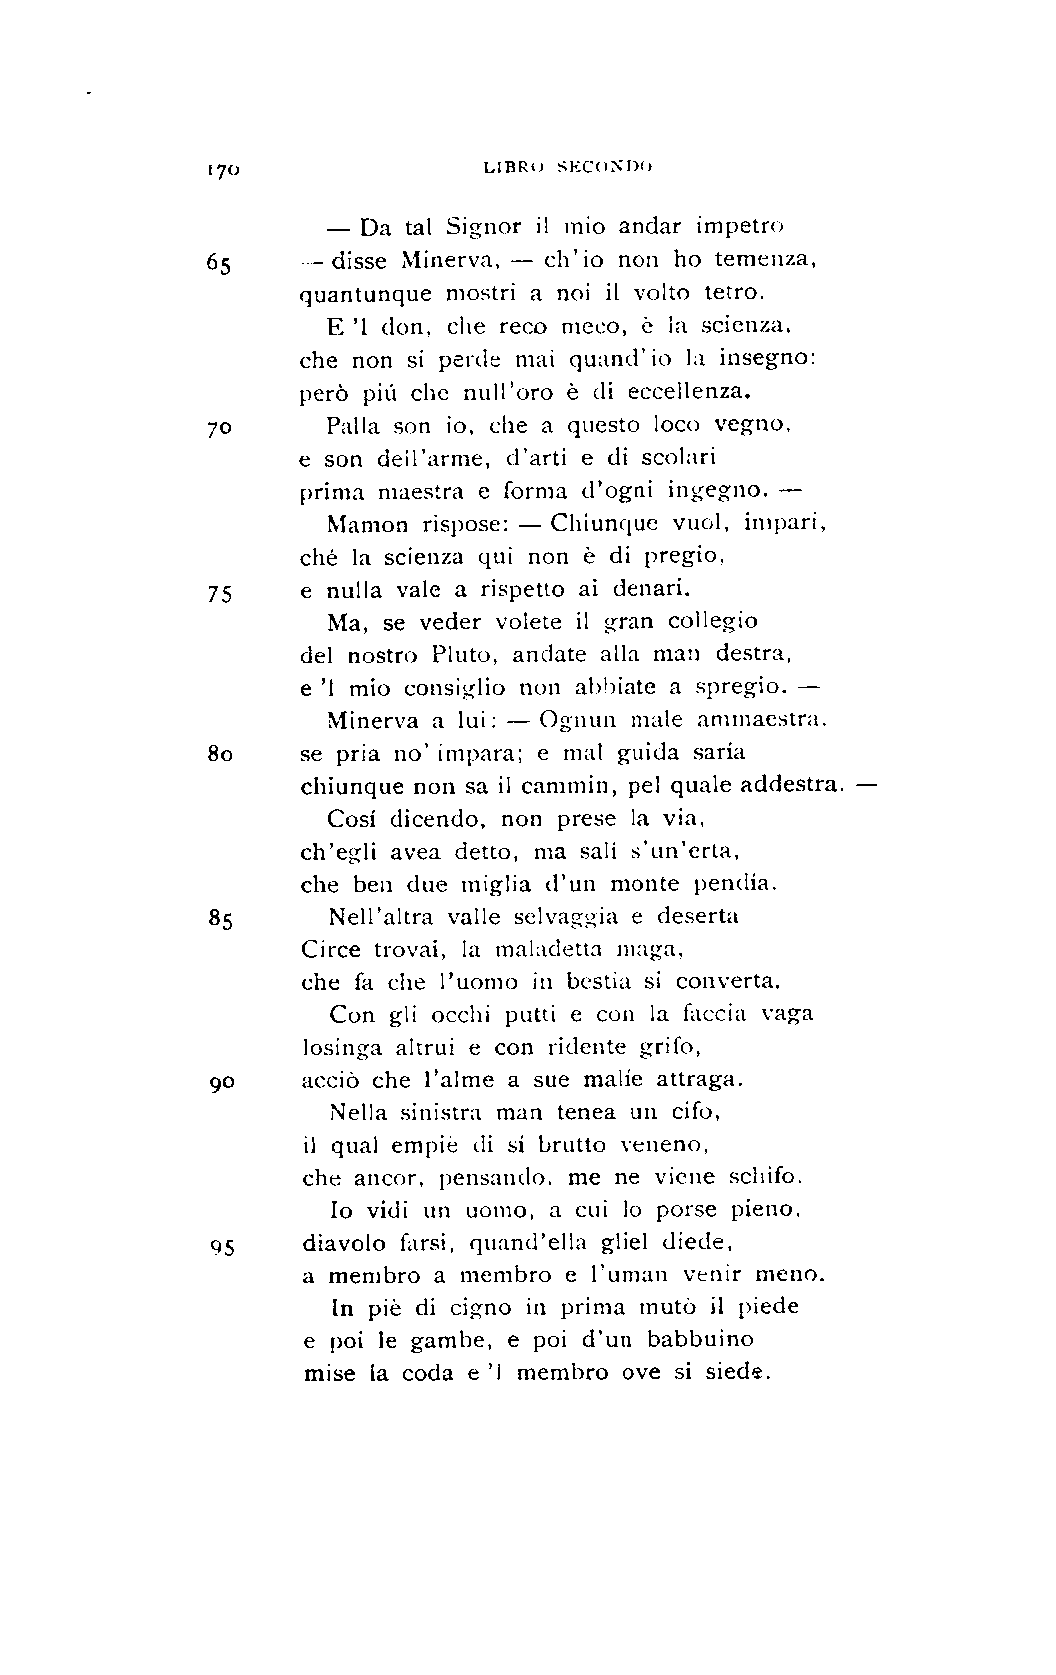 170 LIBRO SECONDO
— Da tal Signor il mio andar impetro
65 — disse Minerva, — ch'io non ho temenza,
quantunque mostri a noi il volto tetro.
E 'l don, che reco meco, è la scienza,
che non si perde mai quand'io la insegno:
però piú che null'oro è di eccellenza.
70 Palla son io, che a questo loco vegno,
e son dell'arme, d'arti e di scolari
prima maestra e forma d'ogni ingegno. —
Mamon rispose: — Chiunque vuol, impari,
ché la scienza qui non è di pregio,
75 e nulla vale a rispetto ai denari.
Ma, se veder volete il gran collegio
del nostro Pluto, andate alla man destra,
e 'l mio consiglio non abbiate a spregio. —
Minerva a lui: — Ognun male ammaestra,
80 se pria no' impara; e mal guida saría
chiunque non sa il cammin, pel quale addestra. —
Cosí dicendo, non prese la via,
ch'egli avea detto, ma salí s'un'erta,
che ben due miglia d'un monte pendía.
85 Nell'altra valle selvaggia e deserta
Circe trovai, la maladetta maga,
che fa che l'uomo in bestia si converta.
Con gli occhi putti e con la faccia vaga
losinga altrui e con ridente grifo,
90 acciò che l'alme a sue malíe attraga.
Nella sinistra man tenea un cifo,
il qual empiè di sí brutto veneno,
che ancor, pensando, me ne viene schifo.
Io vidi un uomo, a cui lo porse pieno,
95 diavolo farsi, quand'ella gliel diede,
a membro a membro e l'uman venir meno.
In piè di cigno in prima mutò il piede
e poi le gambe, e poi d'un babbuino
mise la coda e 'l membro ove si siede.